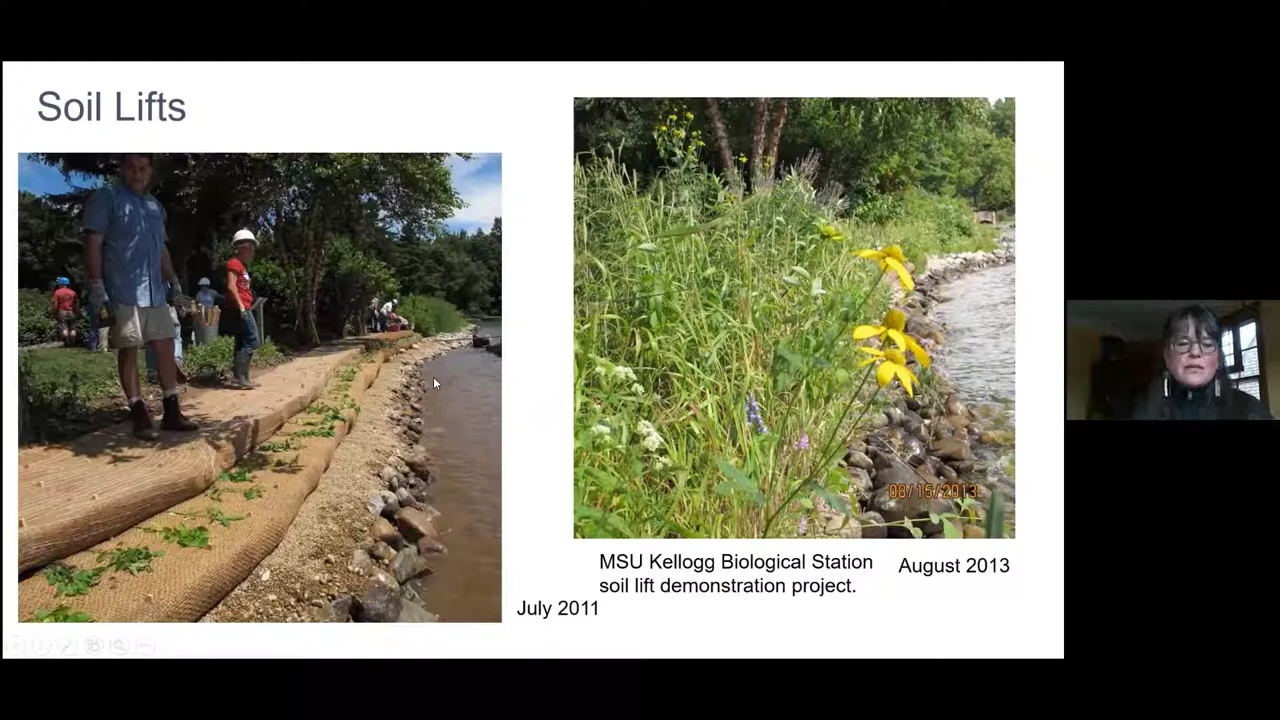 Soil Lifts
08/15/2013
MSU Kellogg Biological Station
soil lift demonstration project.
August 2013
July 2011